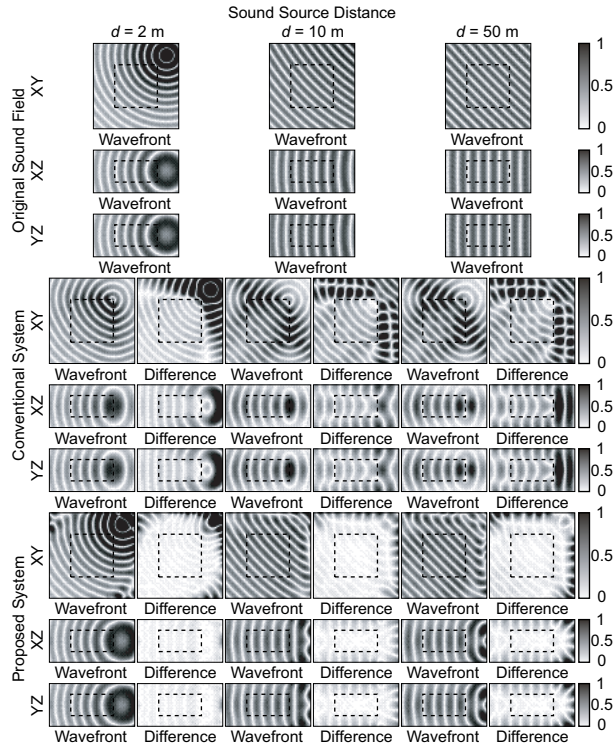 Sound Source Distance
d = 2 m d = 10 m d = 50 m
Original Sound Field
XY
1
0.5
0
Wavefront Wavefront Wavefront
XZ
1
0.5
0
Wavefront Wavefront Wavefront
YZ
1
0.5
0
Wavefront Wavefront Wavefront
Conventional System
XY
1
0.5
0
Wavefront Difference Wavefront Difference Wavefront Difference
XZ
1
0.5
0
Wavefront Difference Wavefront Difference Wavefront Difference
YZ
1
0.5
0
Wavefront Difference Wavefront Difference Wavefront Difference
Proposed System
XY
1
0.5
0
Wavefront Difference Wavefront Difference Wavefront Difference
XZ
1
0.5
0
Wavefront Difference Wavefront Difference Wavefront Difference
YZ
1
0.5
0
Wavefront Difference Wavefront Difference Wavefront Difference